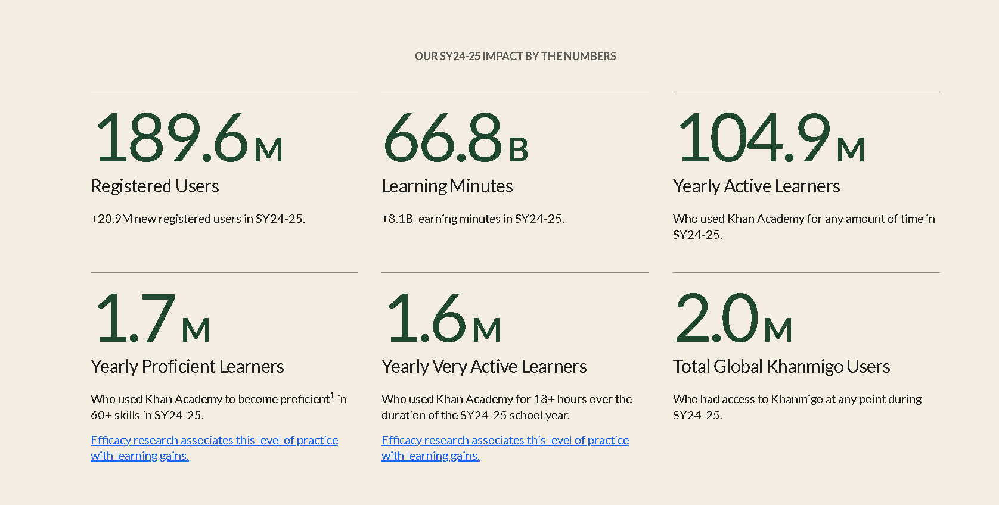 OUR SY24-25 IMPACT BY THE NUMBERS
189.6 M
Registered Users
+20.9M new registered users in SY24-25.
66.8 B
Learning Minutes
+8.1B learning minutes in SY24-25.
104.9 M
Yearly Active Learners
Who used Khan Academy for any amount of time in
SY24-25.
1.7 M
Yearly Proficient Learners
Who used Khan Academy to become proficient¹ in
60+ skills in SY24-25.
Efficacy research associates this level of practice
with learning gains.
1.6 M
Yearly Very Active Learners
Who used Khan Academy for 18+ hours over the
duration of the SY24-25 school year.
Efficacy research associates this level of practice
with learning gains.
2.0 M
Total Global Khanmigo Users
Who had access to Khanmigo at any point during
SY24-25.